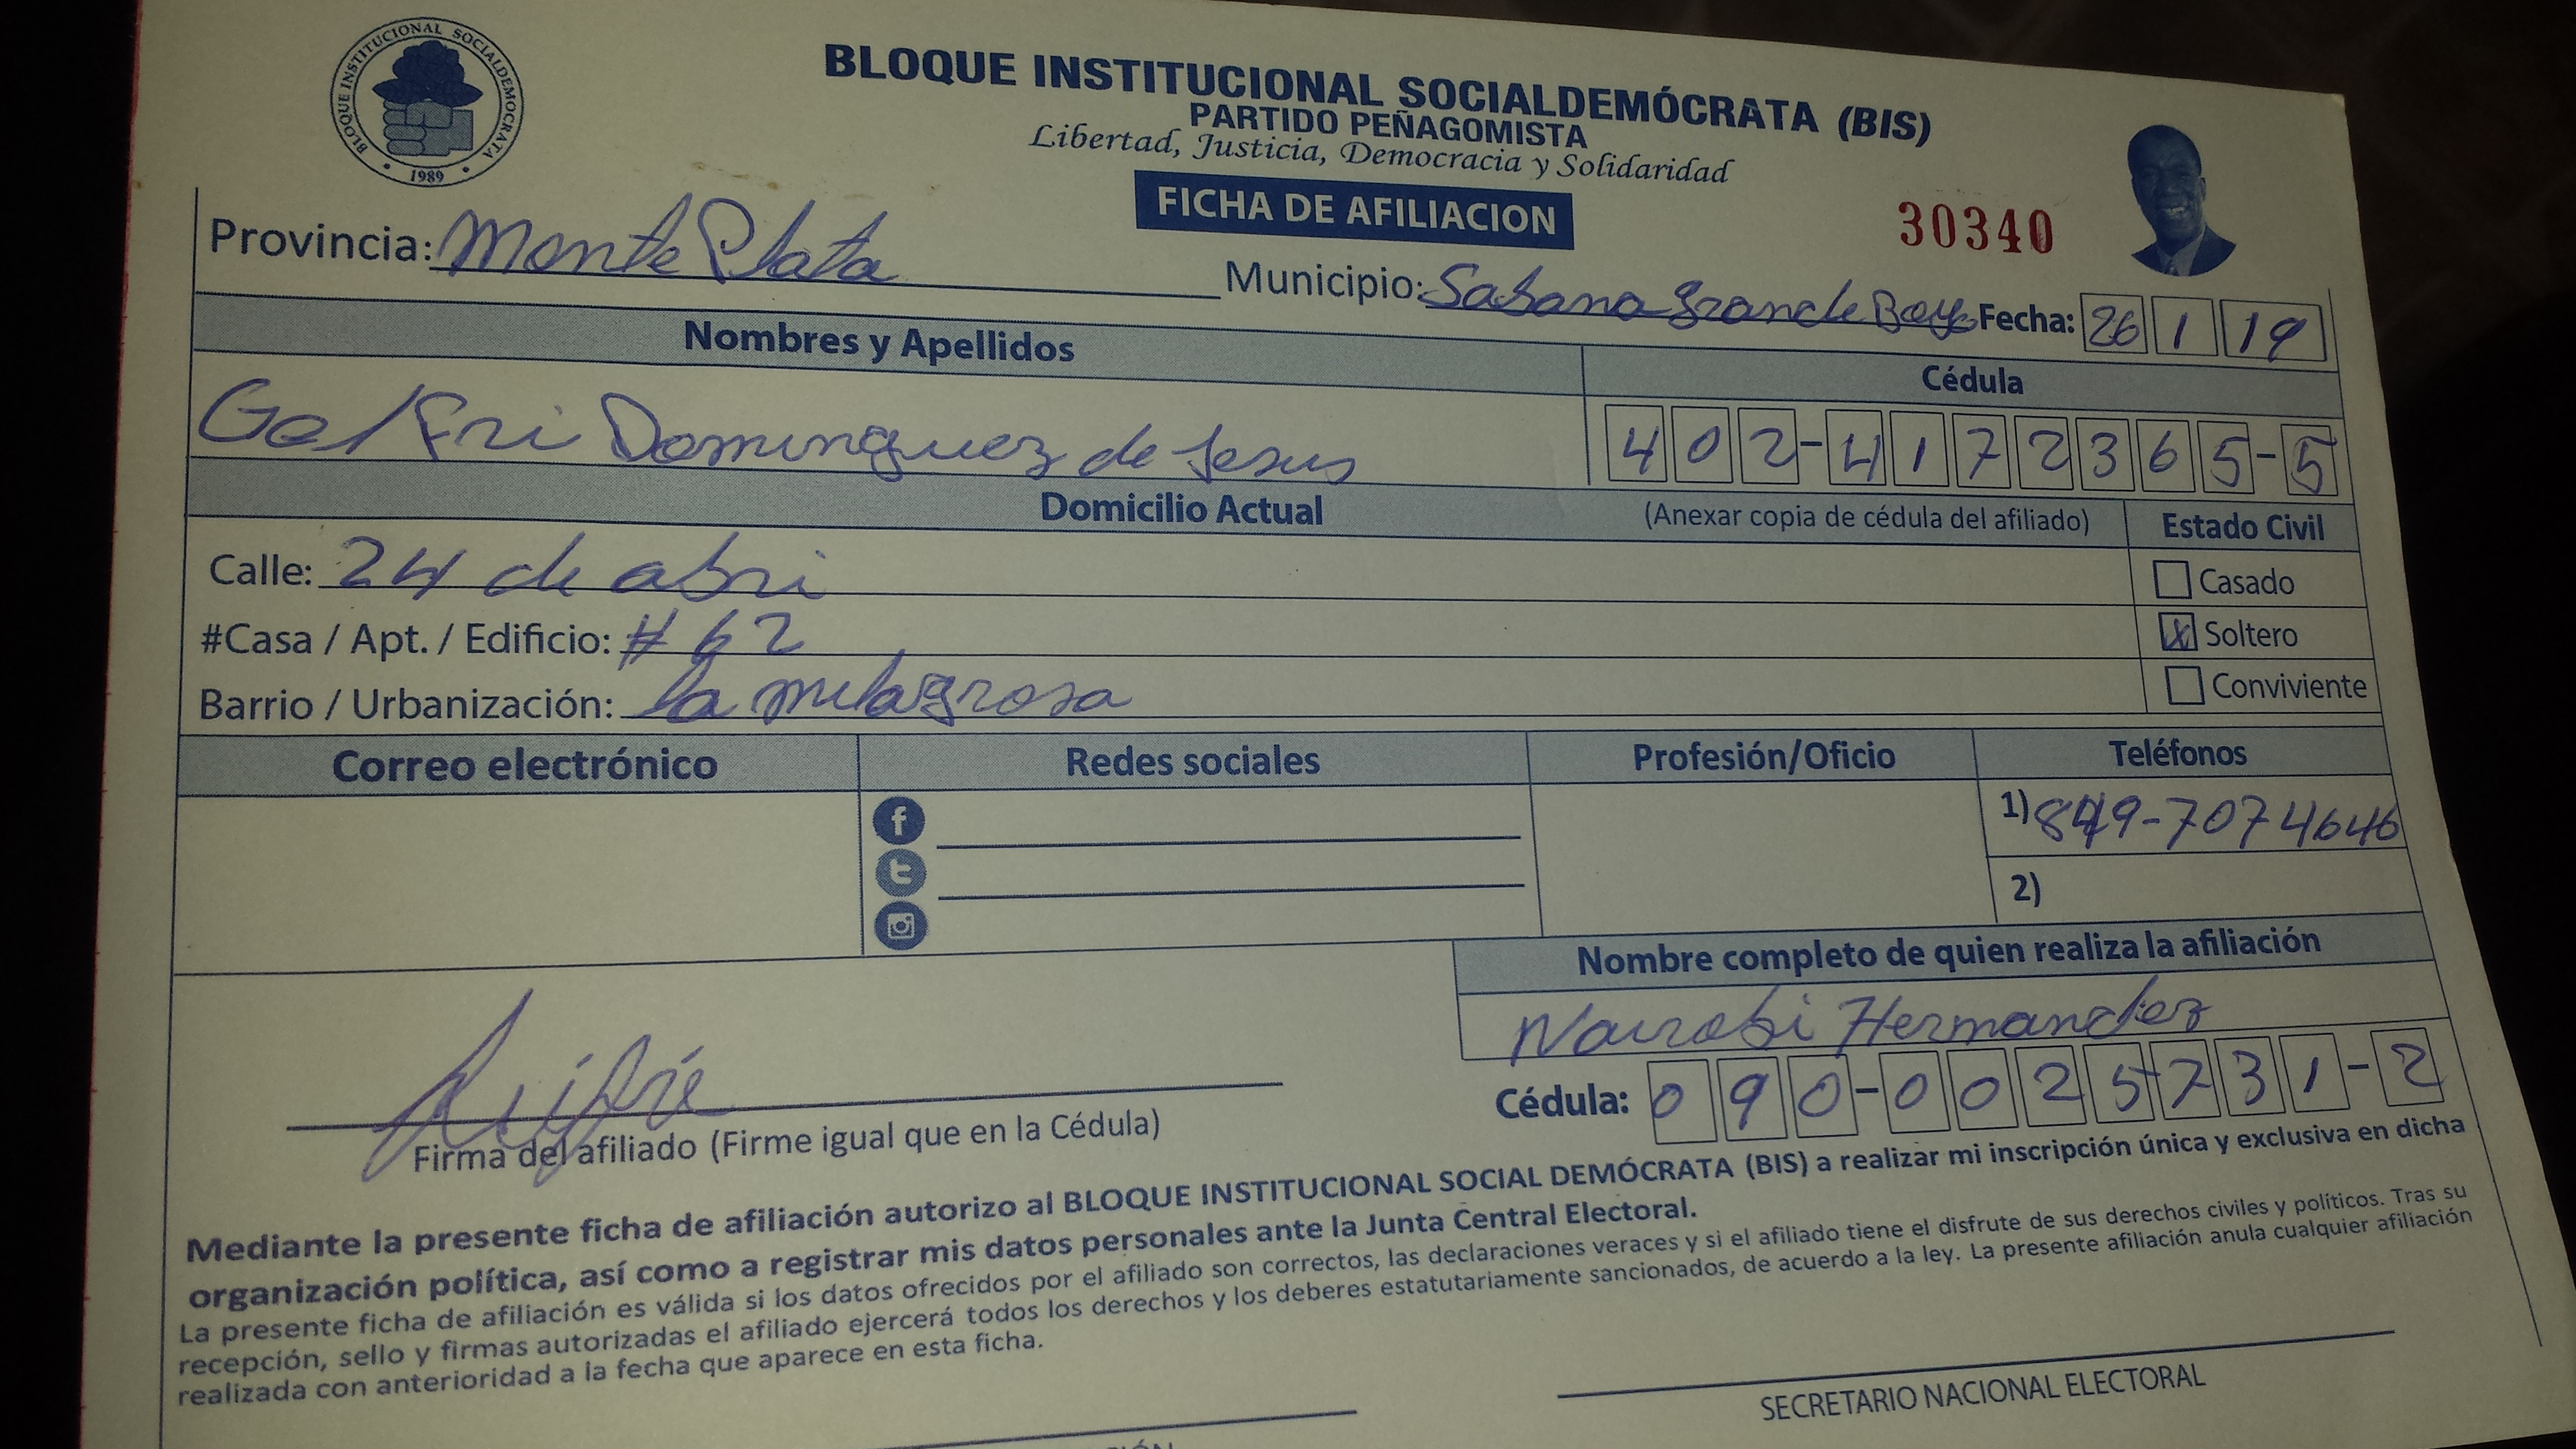 BLOQUE INSTITUCIONAL SOCIALDEMOCRATA
1989
BLOQUE INSTITUCIONAL SOCIALDEMÓCRATA (BIS)
PARTIDO PEÑAGOMISTA
Libertad, Justicia, Democracia y Solidaridad
FICHA DE AFILIACION
30340
Provincia: Monte Plata Municipio: Sabana Grande Boya Fecha: 26 1 19
Nombres y Apellidos Cédula
Gelfri Dominguez de Jesus 402-4172365-5
Domicilio Actual (Anexar copia de cédula del afiliado) Estado Civil
Calle: 24 de abri Casado
#Casa / Apt. / Edificio: # 62 X Soltero
Barrio / Urbanización: la milagrosa Conviviente
Correo electrónico Redes sociales Profesión/Oficio Teléfonos
1) 849-7074646
2)
Nombre completo de quien realiza la afiliación
Nairobi Hernandez
Cédula: 090-0025731-2
Firma del afiliado (Firme igual que en la Cédula)
Mediante la presente ficha de afiliación autorizo al BLOQUE INSTITUCIONAL SOCIAL DEMÓCRATA (BIS) a realizar mi inscripción única y exclusiva en dicha
organización política, así como a registrar mis datos personales ante la Junta Central Electoral.
La presente ficha de afiliación es válida si los datos ofrecidos por el afiliado son correctos, las declaraciones veraces y si el afiliado tiene el disfrute de sus derechos civiles y políticos. Tras su
recepción, sello y firmas autorizadas el afiliado ejercerá todos los derechos y los deberes estatutariamente sancionados, de acuerdo a la ley. La presente afiliación anula cualquier afiliación
realizada con anterioridad a la fecha que aparece en esta ficha.
SECRETARIO NACIONAL ELECTORAL